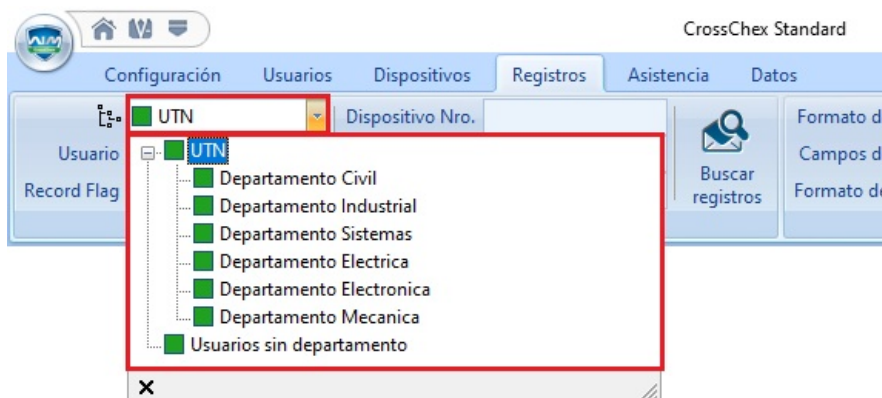 CrossChex Standard
Configuración Usuarios Dispositivos Registros Asistencia Datos
UTN Dispositivo Nro. Formato d
Usuario UTN Buscar registros Campos d
Record Flag Departamento Civil Formato de
Departamento Industrial
Departamento Sistemas
Departamento Electrica
Departamento Electronica
Departamento Mecanica
Usuarios sin departamento